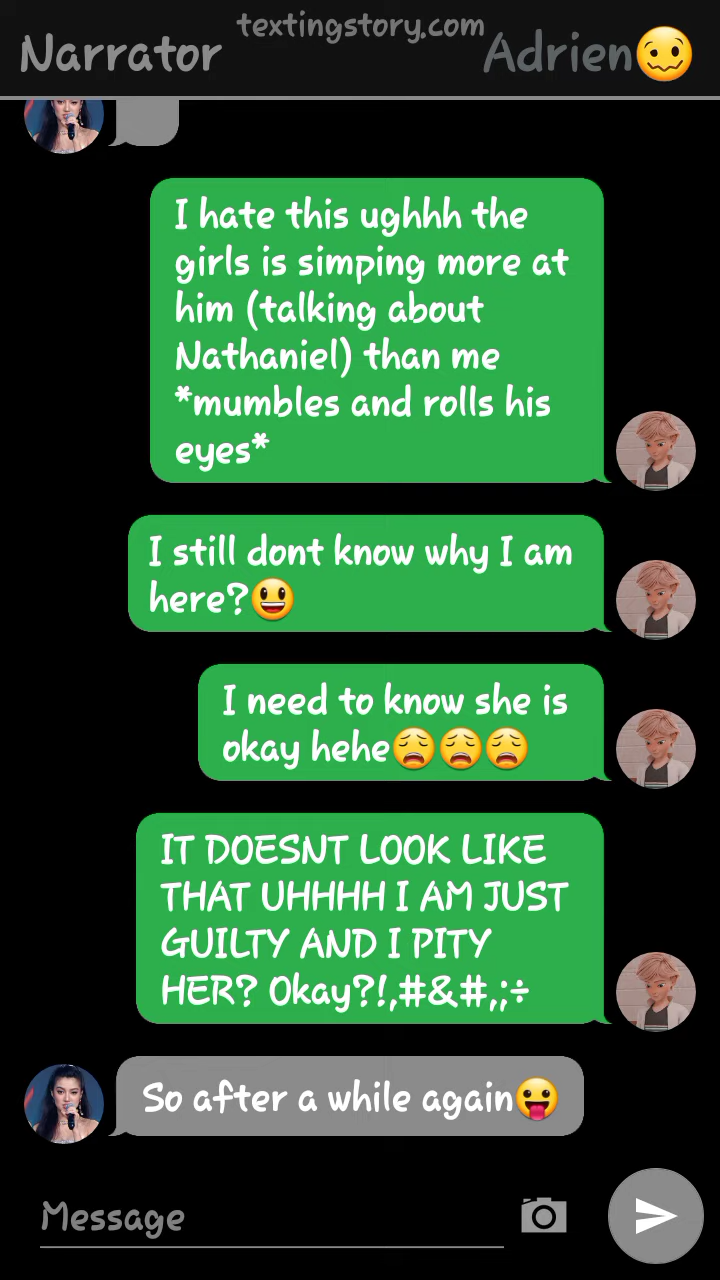 textingstory.com
Narrator
Adrien🥴
I hate this ughhh the
girls is simping more at
him (talking about
Nathaniel) than me
*mumbles and rolls his
eyes*
I still dont know why I am
here?😃
I need to know she is
okay hehe😩😩😩
IT DOESNT LOOK LIKE
THAT UHHHH I AM JUST
GUILTY AND I PITY
HER? Okay?!,#&#,;÷
So after a while again😛
Message